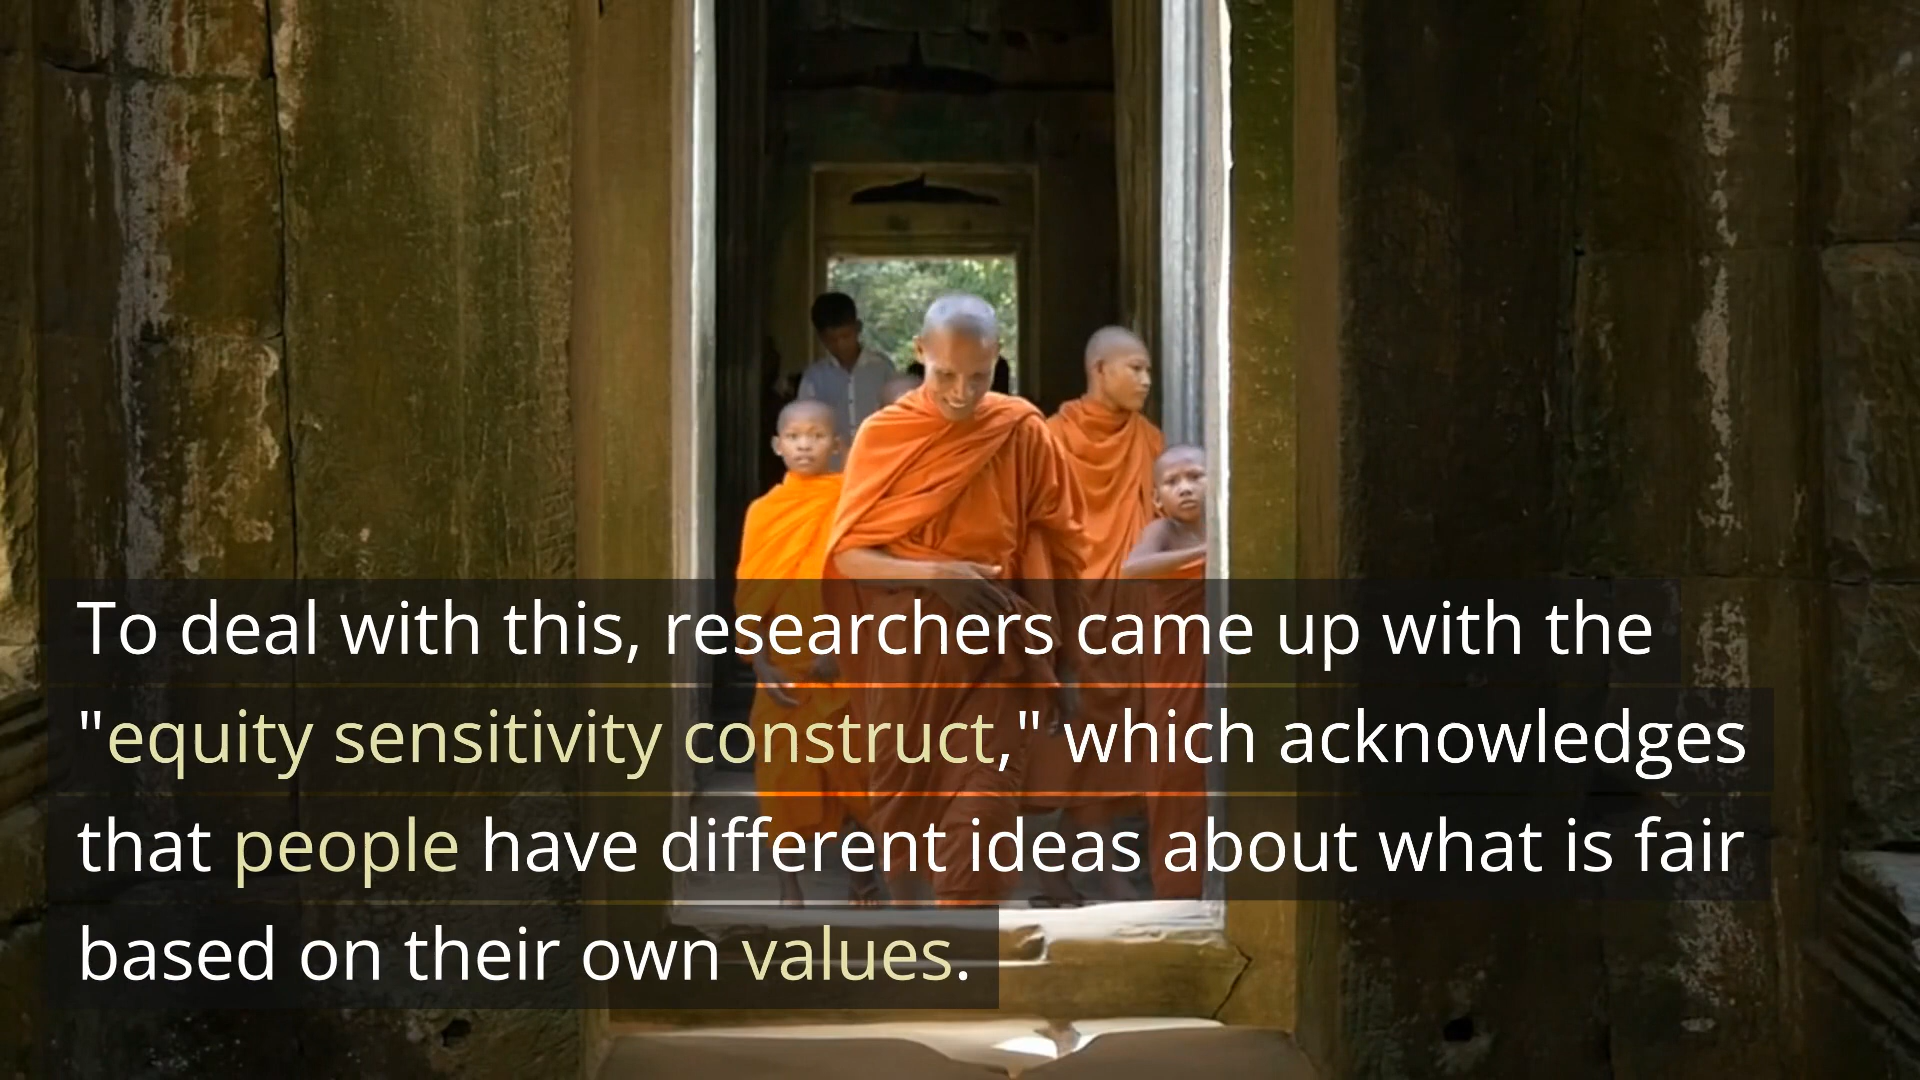 To deal with this, researchers came up with the
"equity sensitivity construct," which acknowledges
that people have different ideas about what is fair
based on their own values.